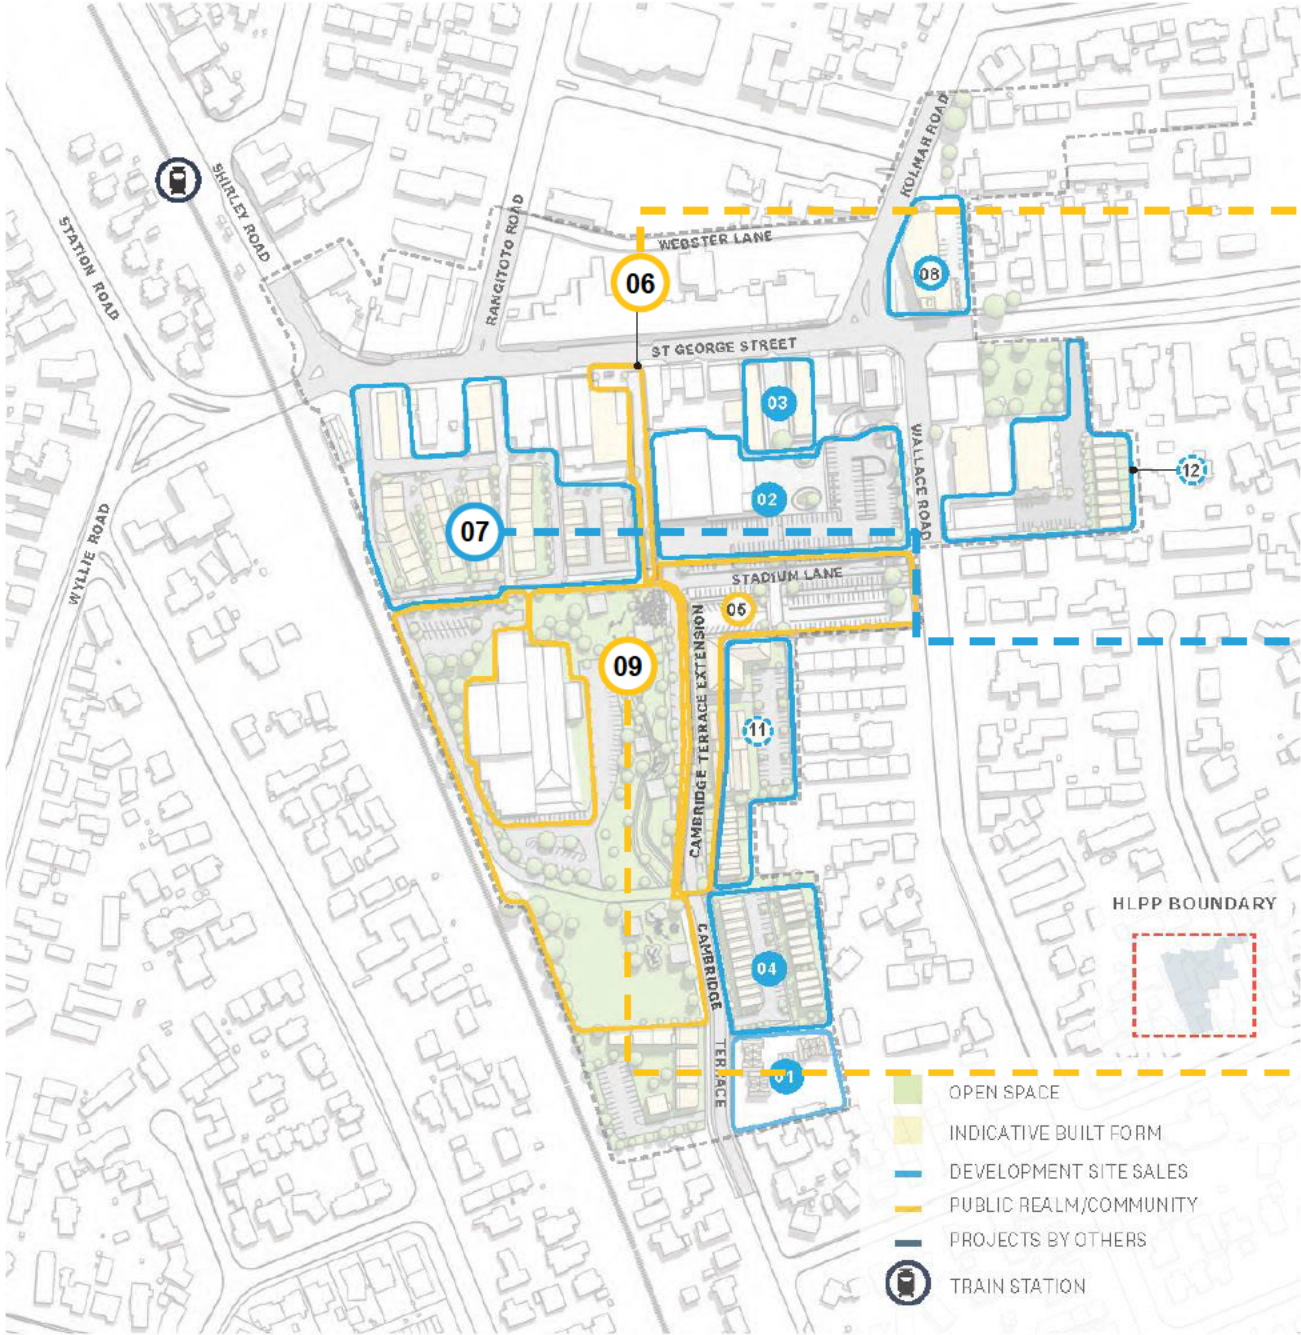 KOLMAR ROAD
SHIRLEY ROAD
STATION ROAD
RANGITOTO ROAD
WEBSTER LANE
06
08
ST GEORGE STREET
03
WALLACE ROAD
12
02
07
WYLLIE ROAD
STADIUM LANE
05
09
CAMBRIDGE TERRACE EXTENSION
11
HLPP BOUNDARY
CAMBRIDGE
04
TERRACE
01
OPEN SPACE
INDICATIVE BUILT FORM
DEVELOPMENT SITE SALES
PUBLIC REALM/COMMUNITY
PROJECTS BY OTHERS
TRAIN STATION